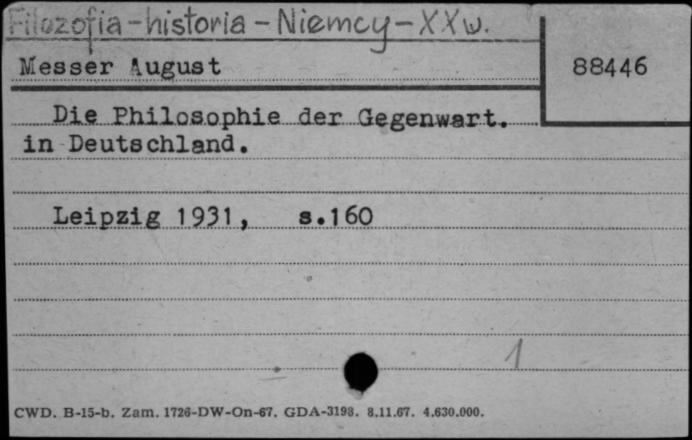 Filozofia - historia - Niemcy - XX w.
Messer August
88446
Die Philosophie der Gegenwart.
in Deutschland.
Leipzig 1931, s.160
1
CWD. B-15-b. Zam. 1726-DW-On-67. GDA-3198. 8.11.67. 4.630.000.